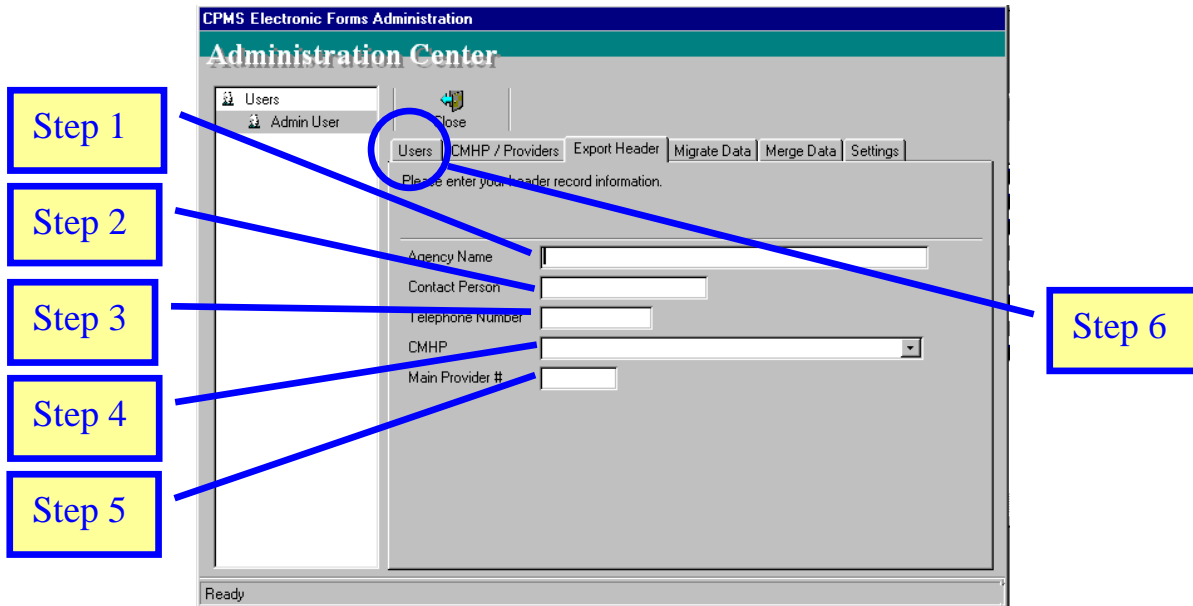 CPMS Electronic Forms Administration
Administration Center
Users
Admin User
Close
Users CMHP / Providers Export Header Migrate Data Merge Data Settings
Please enter your header record information.
Agency Name
Contact Person
Telephone Number
CMHP
Main Provider #
Ready
Step 1
Step 2
Step 3
Step 4
Step 5
Step 6